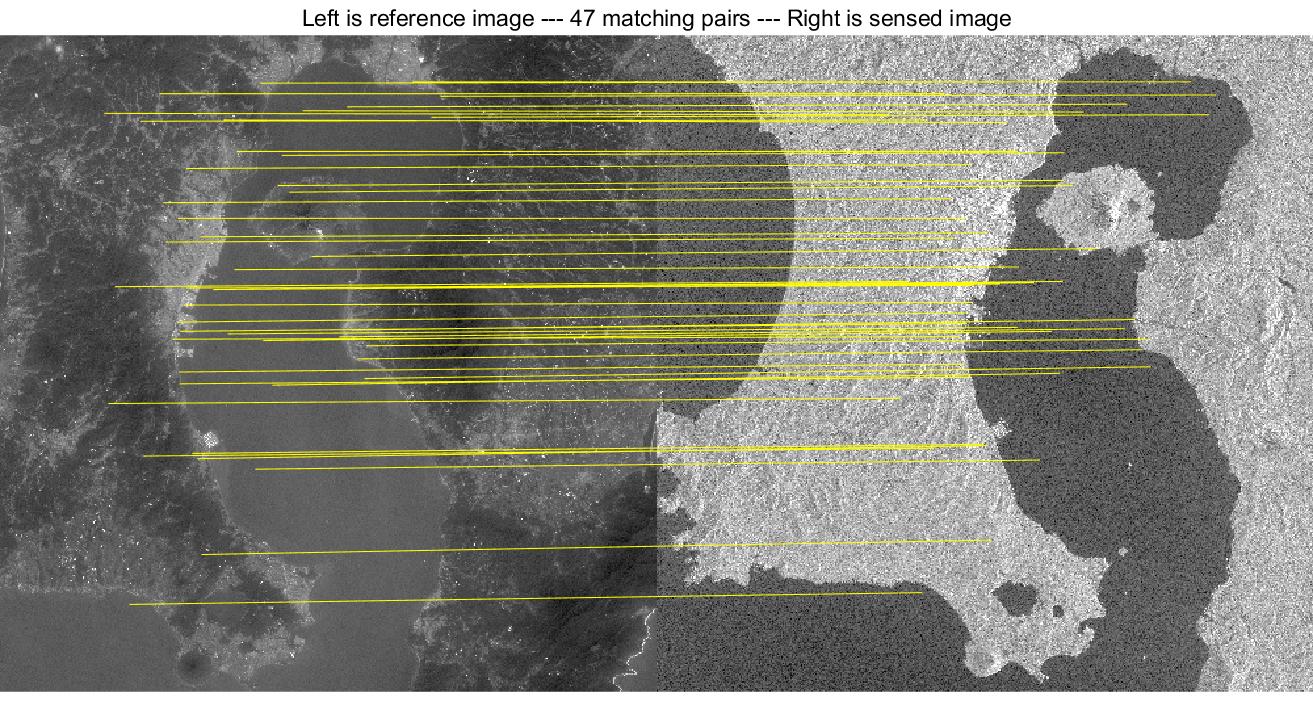 Left is reference image --- 47 matching pairs --- Right is sensed image